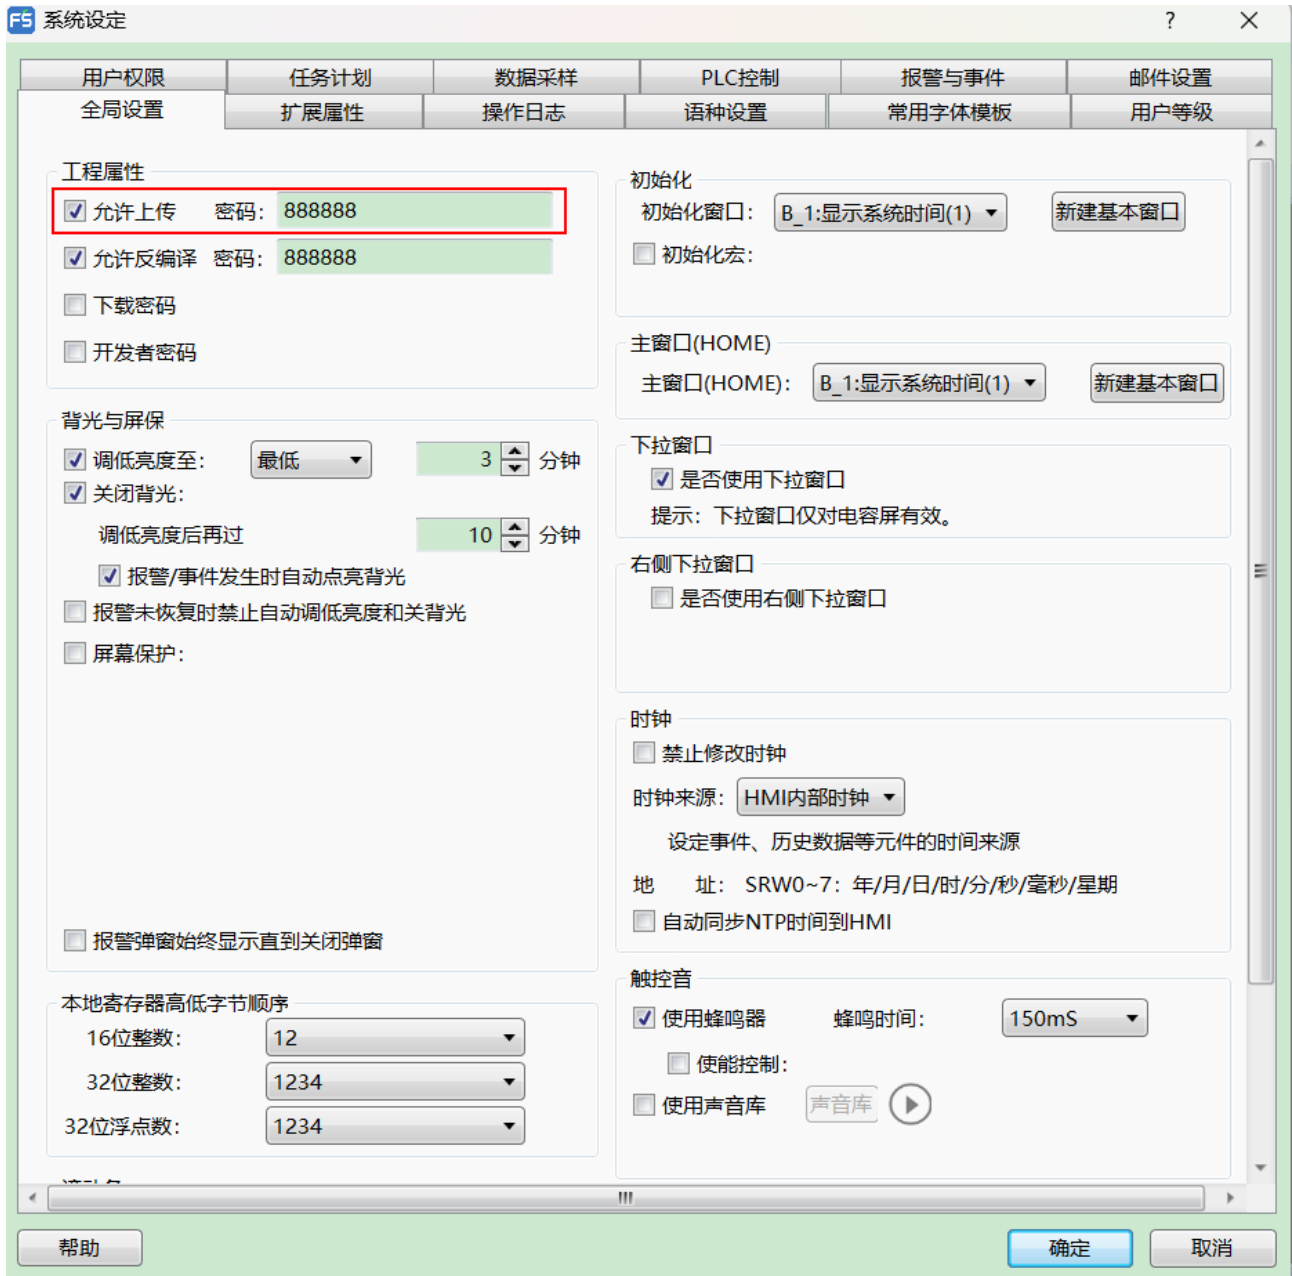 FS 系统设定
?
用户权限 任务计划 数据采样 PLC控制 报警与事件 邮件设置
全局设置 扩展属性 操作日志 语种设置 常用字体模板 用户等级
工程属性
允许上传 密码: 888888
允许反编译 密码: 888888
下载密码
开发者密码
背光与屏保
调低亮度至: 最低 3 分钟
关闭背光:
调低亮度后再过 10 分钟
报警/事件发生时自动点亮背光
报警未恢复时禁止自动调低亮度和关背光
屏幕保护:
报警弹窗始终显示直到关闭弹窗
本地寄存器高低字节顺序
16位整数: 12
32位整数: 1234
32位浮点数: 1234
初始化
初始化窗口: B_1:显示系统时间(1) 新建基本窗口
初始化宏:
主窗口(HOME)
主窗口(HOME): B_1:显示系统时间(1) 新建基本窗口
下拉窗口
是否使用下拉窗口
提示: 下拉窗口仅对电容屏有效。
右侧下拉窗口
是否使用右侧下拉窗口
时钟
禁止修改时钟
时钟来源: HMI内部时钟
设定事件、历史数据等元件的时间来源
地 址: SRW0~7: 年/月/日/时/分/秒/毫秒/星期
自动同步NTP时间到HMI
触控音
使用蜂鸣器 蜂鸣时间: 150mS
使能控制:
使用声音库 声音库
帮助 确定 取消